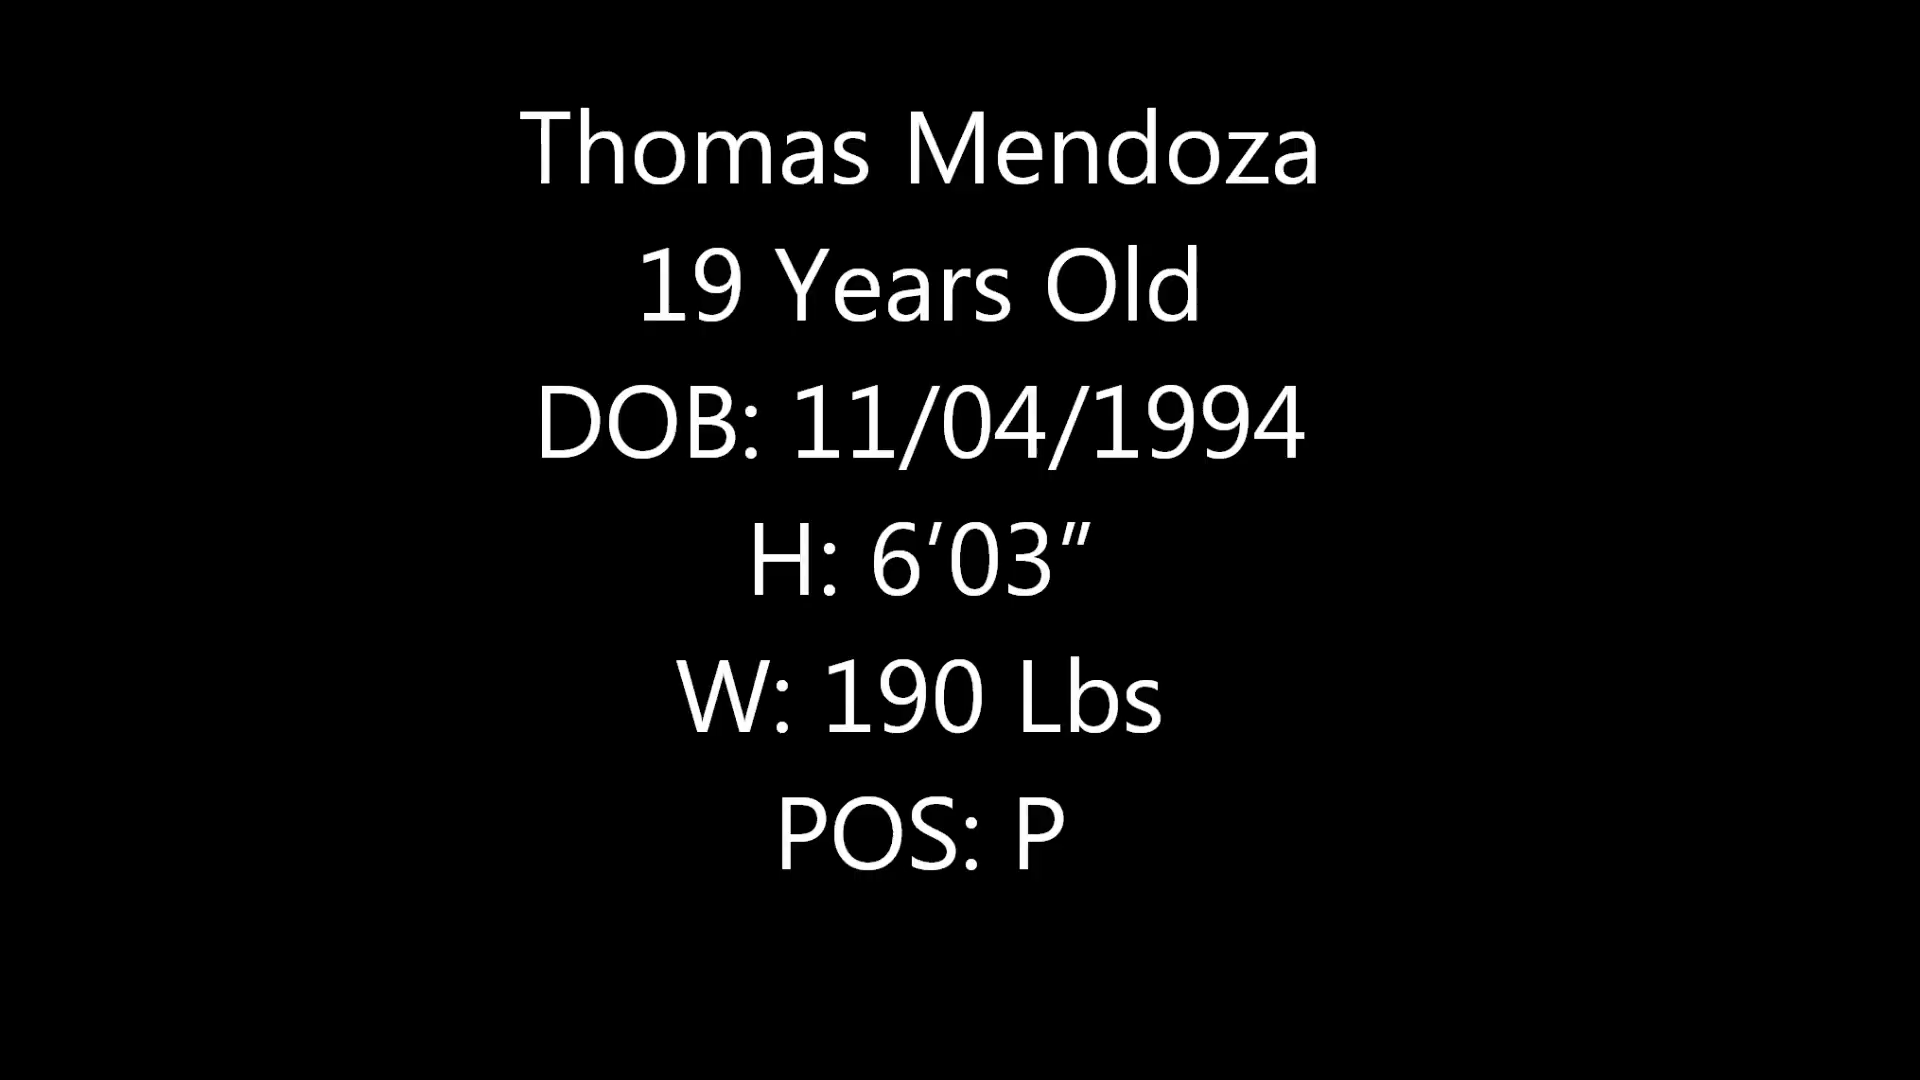 Thomas Mendoza
19 Years Old
DOB: 11/04/1994
H: 6’03”
W: 190 Lbs
POS: P